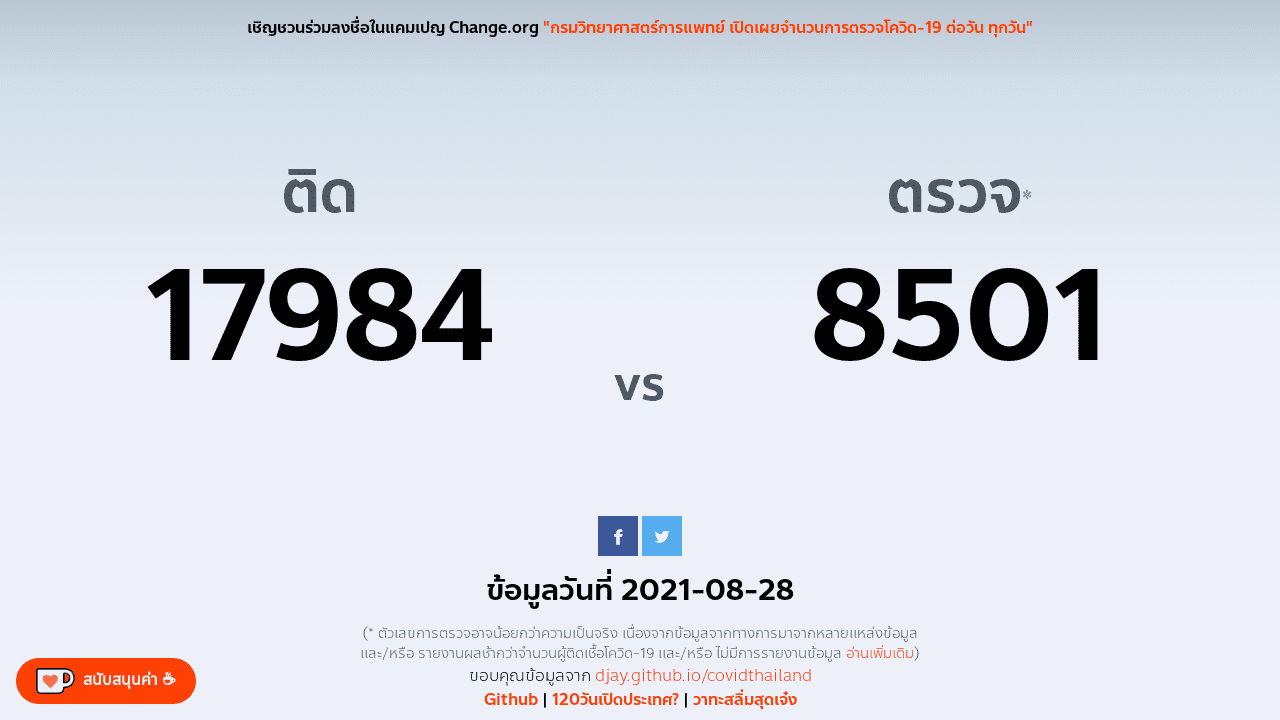 เชิญชวนร่วมลงชื่อในแคมเปญ Change.org "กรมวิทยาศาสตร์การแพทย์ เปิดเผยจำนวนการตรวจโควิด-19 ต่อวัน ทุกวัน"
ติด
17984
vs
ตรวจ*
8501
ข้อมูลวันที่ 2021-08-28
(* ตัวเลขการตรวจอาจน้อยกว่าความเป็นจริง เนื่องจากข้อมูลจากทางการมาจากหลายแหล่งข้อมูล
และ/หรือ รายงานผลช้ากว่าจำนวนผู้ติดเชื้อโควิด-19 และ/หรือ ไม่มีการรายงานข้อมูล อ่านเพิ่มเติม)
ขอบคุณข้อมูลจาก djay.github.io/covidthailand
Github | 120วันเปิดประเทศ? | วาทะสลิ่มสุดเจ๋ง
สนับสนุนค่า ☕